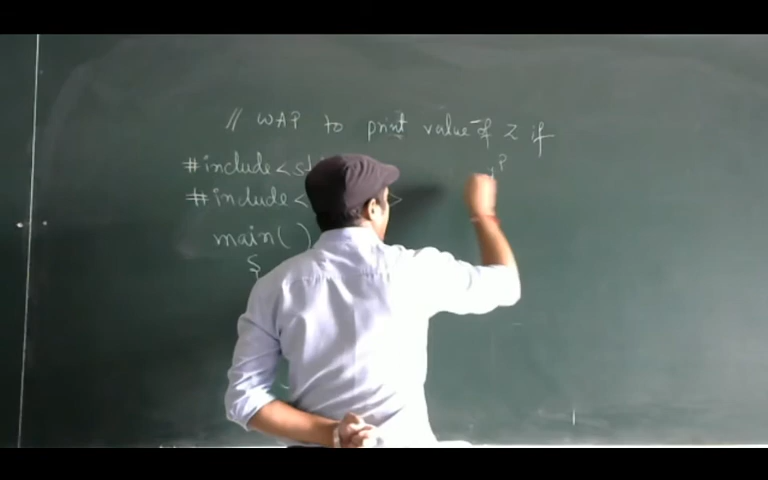 // WAP to print value of Z if
#include <st
#include <    >
main( )
{